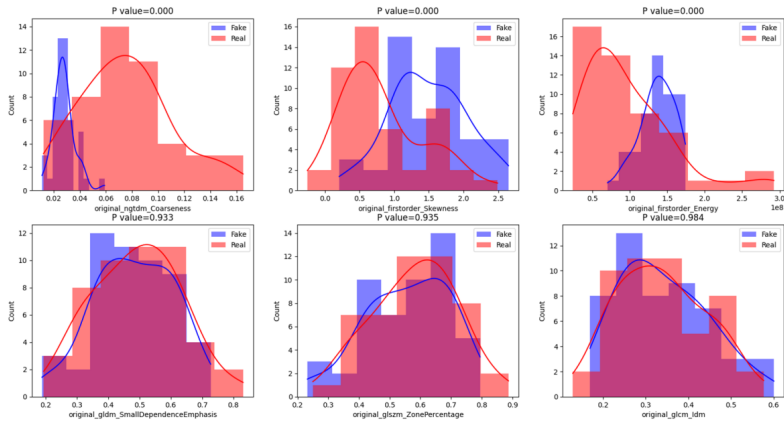 P value=0.000
Fake
Real
Count
14
12
10
8
6
4
2
0
0.02 0.04 0.06 0.08 0.10 0.12 0.14 0.16
original_ngtdm_Coarseness
P value=0.000
Fake
Real
Count
16
14
12
10
8
6
4
2
0
0.0 0.5 1.0 1.5 2.0 2.5
original_firstorder_Skewness
P value=0.000
Fake
Real
Count
16
14
12
10
8
6
4
2
0
0.5 1.0 1.5 2.0 2.5 3.0
1e8
original_firstorder_Energy
P value=0.933
Fake
Real
Count
12
10
8
6
4
2
0
0.2 0.3 0.4 0.5 0.6 0.7 0.8
original_gldm_SmallDependenceEmphasis
P value=0.935
Fake
Real
Count
14
12
10
8
6
4
2
0
0.2 0.3 0.4 0.5 0.6 0.7 0.8 0.9
original_glszm_ZonePercentage
P value=0.984
Fake
Real
Count
12
10
8
6
4
2
0
0.2 0.3 0.4 0.5 0.6
original_glcm_Idm